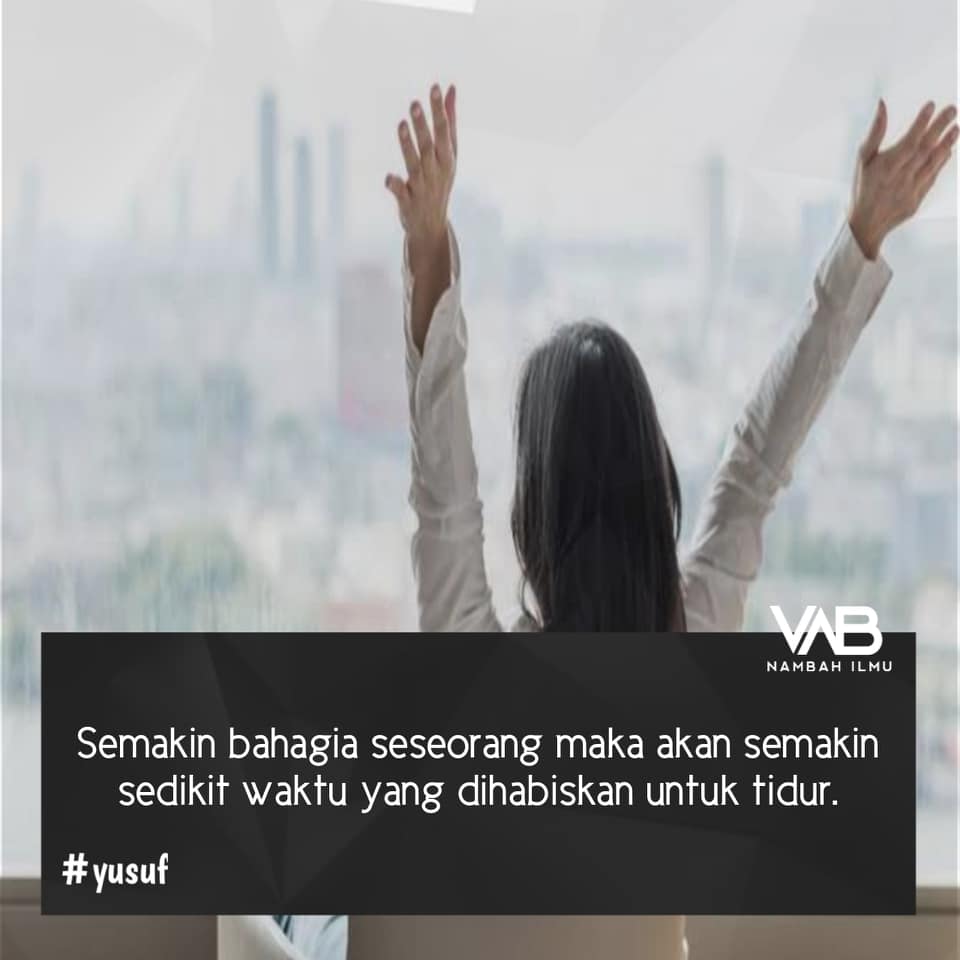 VAB
NAMBAH ILMU
Semakin bahagia seseorang maka akan semakin
sedikit waktu yang dihabiskan untuk tidur.
#yusuf